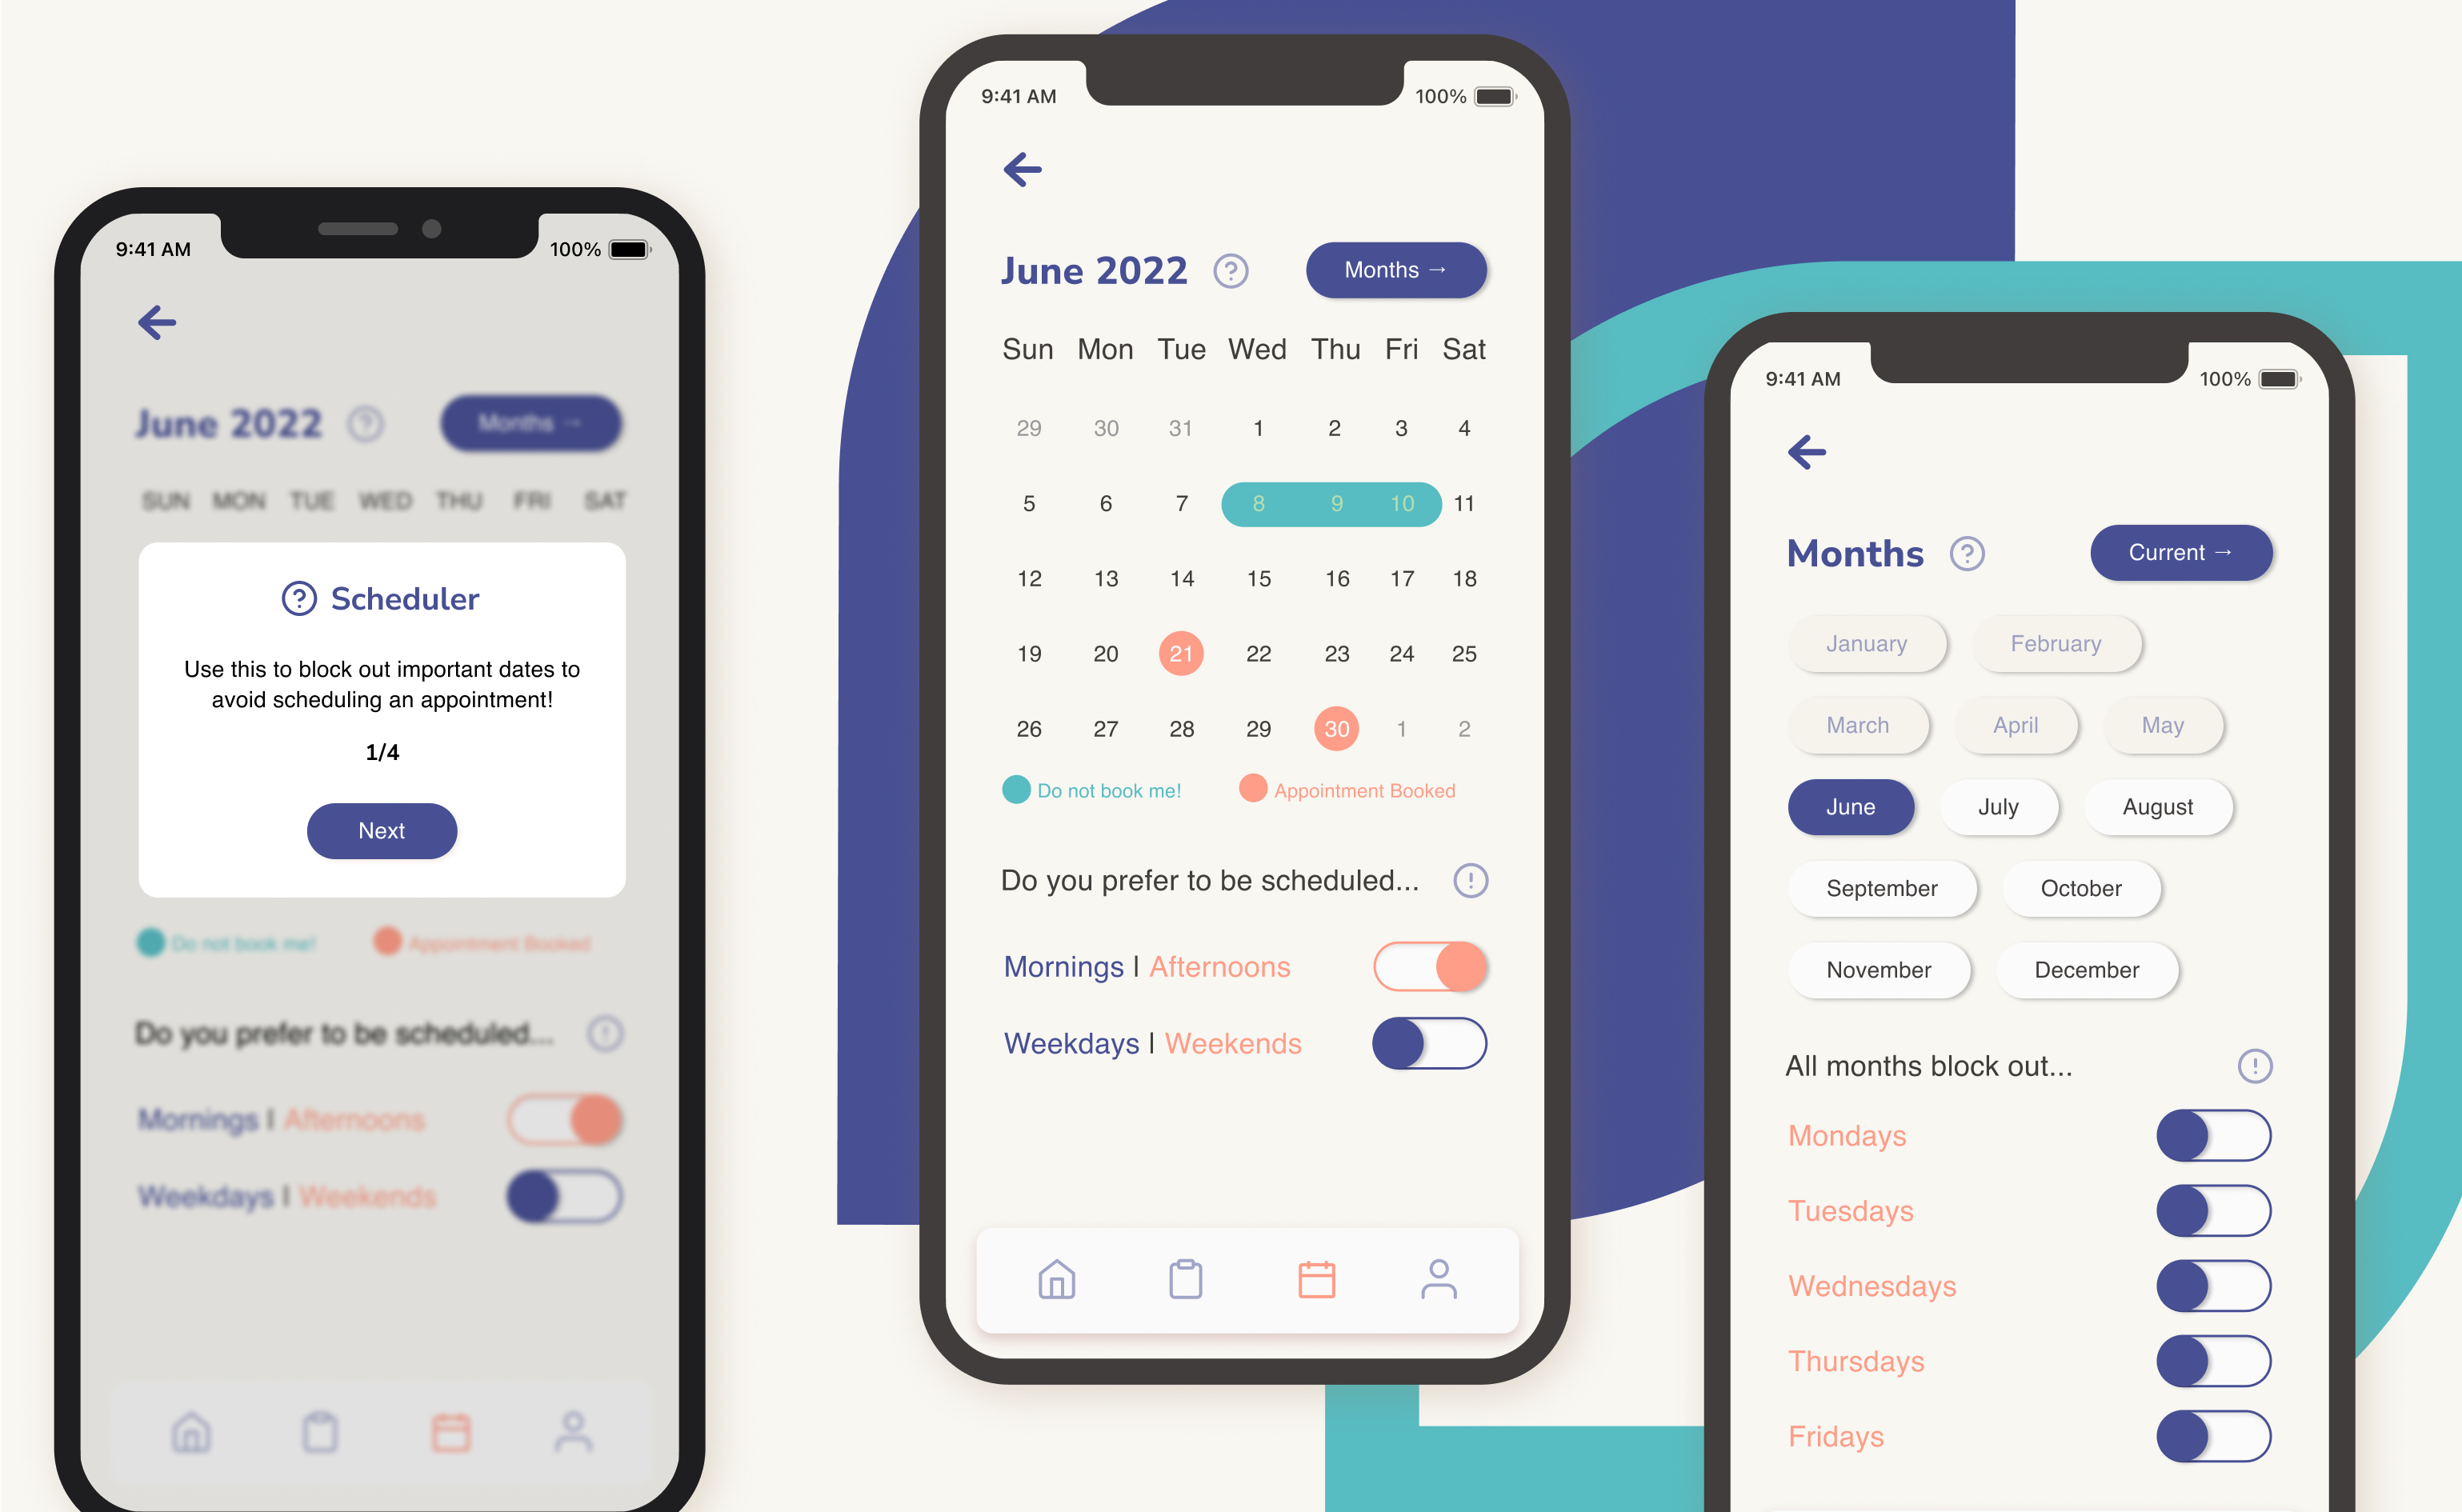 9:41 AM 100%
June 2022 ? Months →
SUN MON TUE WED THU FRI SAT
? Scheduler
Use this to block out important dates to
avoid scheduling an appointment!
1/4
Next
Do not book me! Appointment Booked
Do you prefer to be scheduled... !
Mornings | Afternoons
Weekdays | Weekends
9:41 AM 100%
June 2022 ? Months →
Sun Mon Tue Wed Thu Fri Sat
29 30 31 1 2 3 4
5 6 7 8 9 10 11
12 13 14 15 16 17 18
19 20 21 22 23 24 25
26 27 28 29 30 1 2
Do not book me! Appointment Booked
Do you prefer to be scheduled... !
Mornings | Afternoons
Weekdays | Weekends
9:41 AM 100%
Months ? Current →
January February
March April May
June July August
September October
November December
All months block out... !
Mondays
Tuesdays
Wednesdays
Thursdays
Fridays